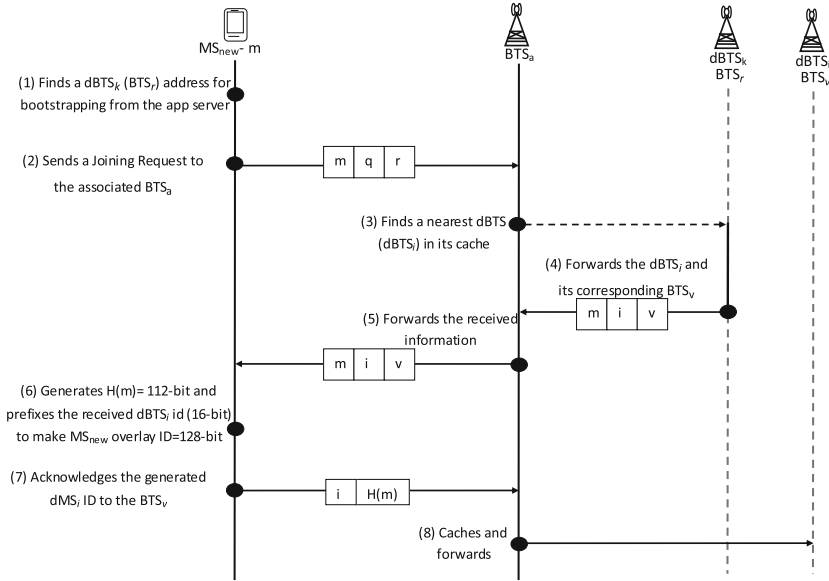 MSnew- m
BTSa
dBTSk
BTSr
dBTSi
BTSv
(1) Finds a dBTSk (BTSr) address for
bootstrapping from the app server
(2) Sends a Joining Request to
the associated BTSa
m q r
(3) Finds a nearest dBTS
(dBTSi) in its cache
(4) Forwards the dBTSi and
its corresponding BTSv
m i v
(5) Forwards the received
information
m i v
(6) Generates H(m)= 112-bit and
prefixes the received dBTSi id (16-bit)
to make MSnew overlay ID=128-bit
(7) Acknowledges the generated
dMSi ID to the BTSv
i H(m)
(8) Caches and
forwards